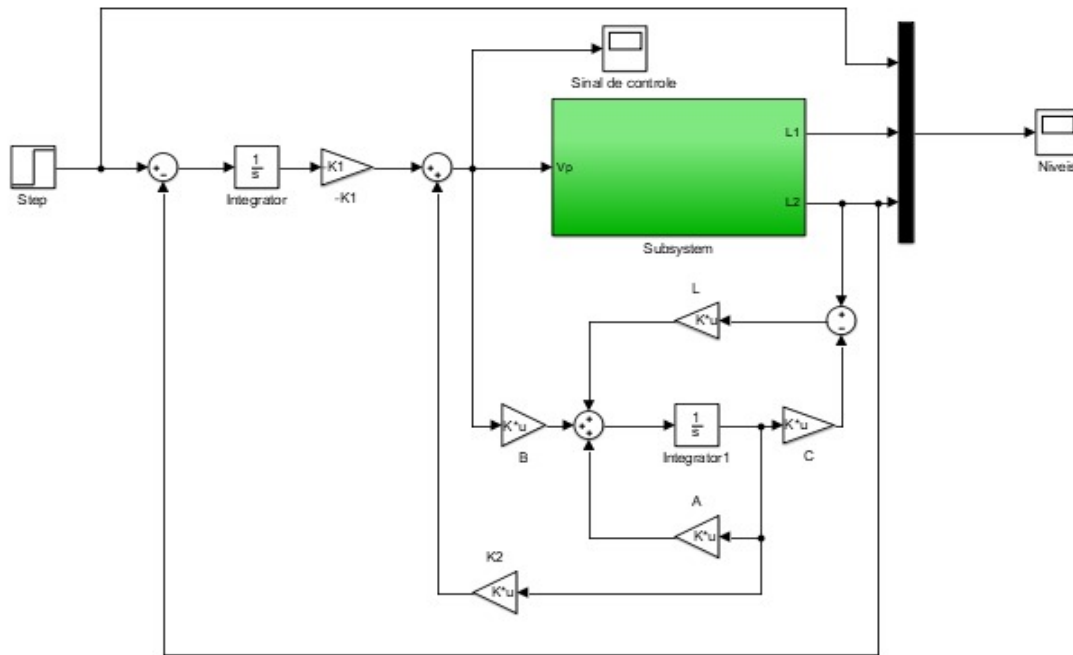 Sinal de controle
L1
Vp
L2
Subsystem
Niveis
Step
+
-
1
s
Integrator
-K1
-K1
+
+
L
K*u
+
-
K*u
B
+
+
+
1
s
Integrator1
K*u
C
A
K*u
K2
K*u